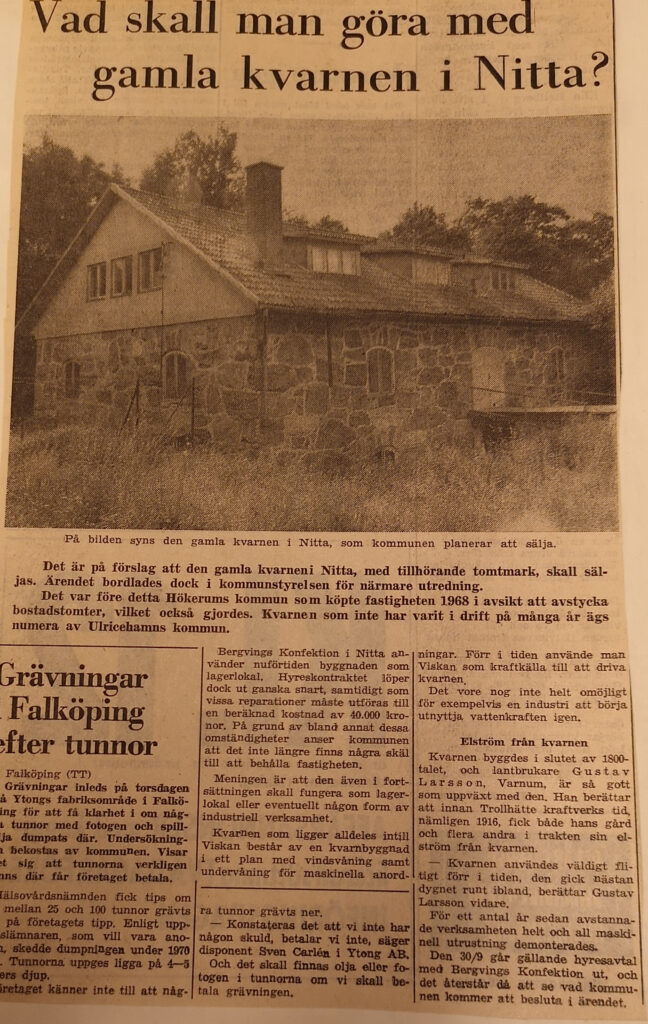 Vad skall man göra med
gamla kvarnen i Nitta?
På bilden syns den gamla kvarnen i Nitta, som kommunen planerar att sälja.
Det är på förslag att den gamla kvarneni Nitta, med tillhörande tomtmark, skall säl-
jas. Ärendet bordlades dock i kommunstyrelsen för närmare utredning.
Det var före detta Hökerums kommun som köpte fastigheten 1968 i avsikt att avstycka
bostadstomter, vilket också gjordes. Kvarnen som inte har varit i drift på många år ägs
numera av Ulricehamns kommun.
Bergvings Konfektion i Nitta an-
vänder nuförtiden byggnaden som
lagerlokal. Hyreskontraktet löper
dock ut ganska snart, samtidigt som
vissa reparationer måste utföras till
en beräknad kostnad av 40.000 kro-
nor. På grund av bland annat dessa
omständigheter anser kommunen
att det inte längre finns några skäl
till att behålla fastigheten.
Meningen är att den även i fort-
sättningen skall fungera som lager-
lokal eller eventuellt någon form av
industriell verksamhet.
Kvarnen som ligger alldeles intill
Viskan består av en kvarnbyggnad
i ett plan med vindsvåning samt
undervåning för maskinella anord-
ningar. Förr i tiden använde man
Viskan som kraftkälla till att driva
kvarnen.
Det vore nog inte helt omöjligt
för exempelvis en industri att börja
utnyttja vattenkraften igen.
Elström från kvarnen
Kvarnen byggdes i slutet av 1800-
talet, och lantbrukare Gustav
Larsson, Varnum, är så gott
som uppväxt med den. Han berättar
att innan Trollhätte kraftverks tid,
nämligen 1916, fick både hans gård
och flera andra i trakten sin el-
ström från kvarnen.
— Kvarnen användes väldigt fli-
tigt förr i tiden, den gick nästan
dygnet runt ibland, berättar Gustav
Larsson vidare.
För ett antal år sedan avstanna-
de verksamheten helt och all maski-
nell utrustning demonterades.
Den 30/9 går gällande hyresavtal
med Bergvings Konfektion ut, och
det återstår då att se vad kommu-
nen kommer att besluta i ärendet.
Grävningar
Falköping
efter tunnor
Falköping (TT)
Grävningar inleds på torsdagen
å Ytongs fabriksområde i Falkö-
ing för att få klarhet i om någ-
a tunnor med fotogen och spill-
ja dumpats där. Undersökning-
bekostas av kommunen. Visar
et sig att tunnorna verkligen
nns där får företaget betala.
älsovårdsnämnden fick tips om
mellan 25 och 100 tunnor grävts
på företagets tipp. Enligt upp-
slämnaren, som vill vara ano-
, skedde dumpningen under 1970
. Tunnorna uppges ligga på 4—5
ers djup.
öretaget känner inte till att någ-
ra tunnor grävts ner.
— Konstateras det att vi inte har
någon skuld, betalar vi inte, säger
disponent Sven Carlén i Ytong AB.
Och det skall finnas olja eller fo-
togen i tunnorna om vi skall be-
tala grävningen.